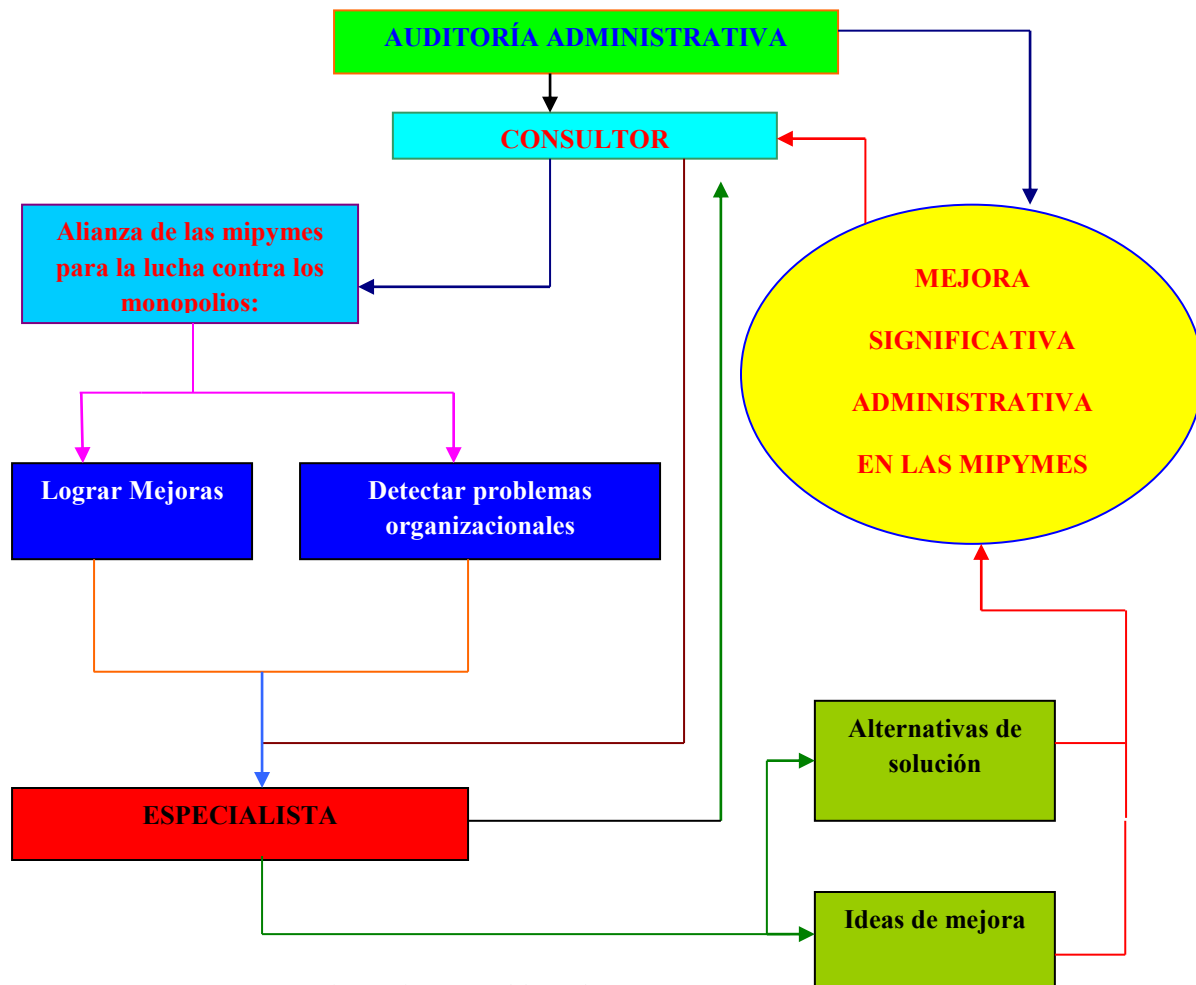 AUDITORÍA ADMINISTRATIVA
CONSULTOR
Alianza de las mipymes
para la lucha contra los
monopolios:
MEJORA
SIGNIFICATIVA
ADMINISTRATIVA
EN LAS MIPYMES
Lograr Mejoras
Detectar problemas
organizacionales
Alternativas de
solución
ESPECIALISTA
Ideas de mejora